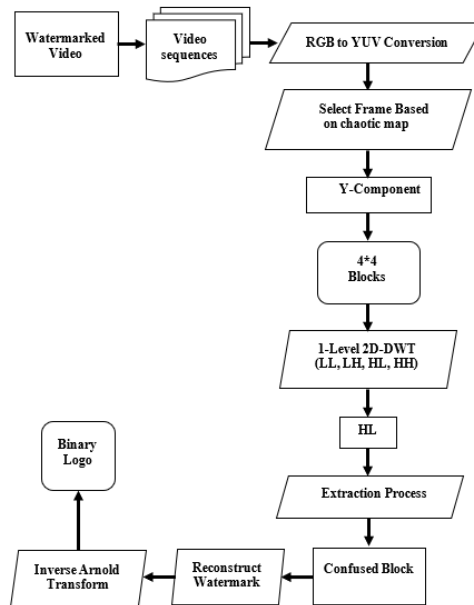 Watermarked
Video
Video
sequences
RGB to YUV Conversion
Select Frame Based
on chaotic map
Y-Component
4*4
Blocks
1-Level 2D-DWT
(LL, LH, HL, HH)
HL
Extraction Process
Confused Block
Reconstruct
Watermark
Inverse Arnold
Transform
Binary
Logo